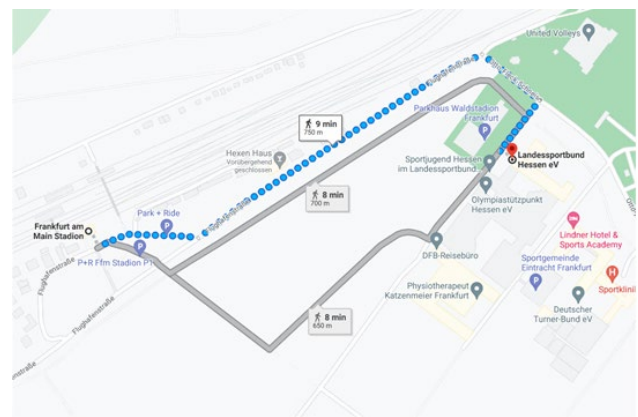 United Volleys
Parkhaus Waldstadion
Frankfurt
9 min
750 m
Hexen Haus
Vorübergehend
geschlossen
Landessportbund
Hessen eV
Sportjugend Hessen
im Landessportbund
8 min
700 m
Olympiastützpunkt
Hessen eV
Park + Ride
Frankfurt am
Main Stadion
Lindner Hotel &
Sports Academy
P+R Ffm Stadion P1
DFB-Reisebüro
Sportgemeinde
Eintracht Frankfurt
Flughafenstraße
Sportklinik
Physiotherapeut
Katzenmeier Frankfurt
Flughafenstraße
8 min
650 m
Deutscher
Turner-Bund eV